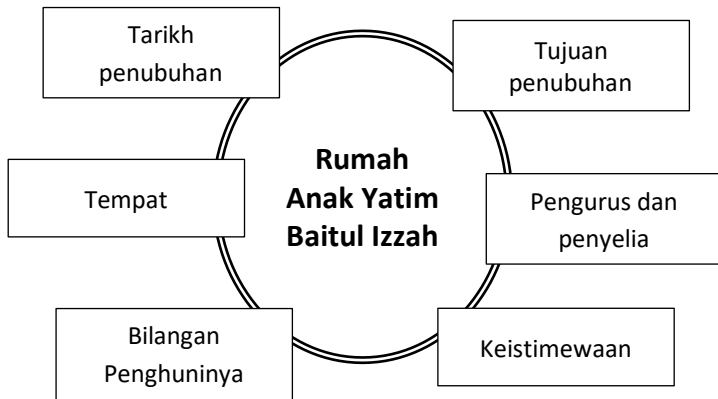 Tarikh
penubuhan
Tujuan
penubuhan
Rumah
Anak Yatim
Baitul Izzah
Tempat
Pengurus dan
penyelia
Bilangan
Penghuninya
Keistimewaan